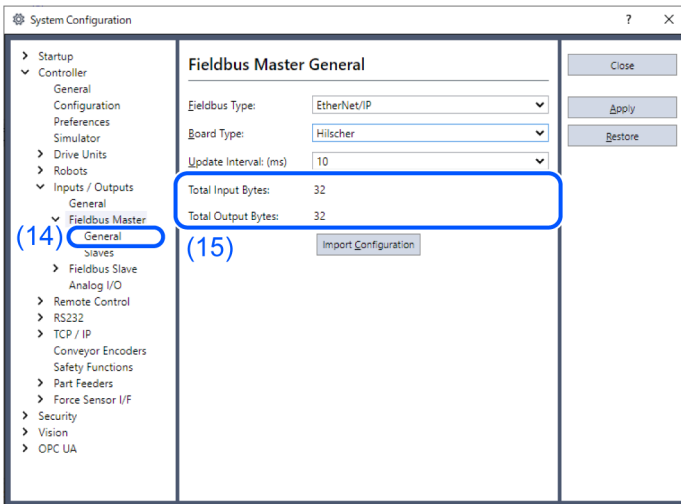 System Configuration
?
Startup
Controller
General
Configuration
Preferences
Simulator
Drive Units
Robots
Inputs / Outputs
General
Fieldbus Master
(14)
General
Slaves
Fieldbus Slave
Analog I/O
Remote Control
RS232
TCP / IP
Conveyor Encoders
Safety Functions
Part Feeders
Force Sensor I/F
Security
Vision
OPC UA
Fieldbus Master General
Fieldbus Type: EtherNet/IP
Board Type: Hilscher
Update Interval: (ms) 10
Total Input Bytes: 32
Total Output Bytes: 32
(15)
Import Configuration
Close
Apply
Restore